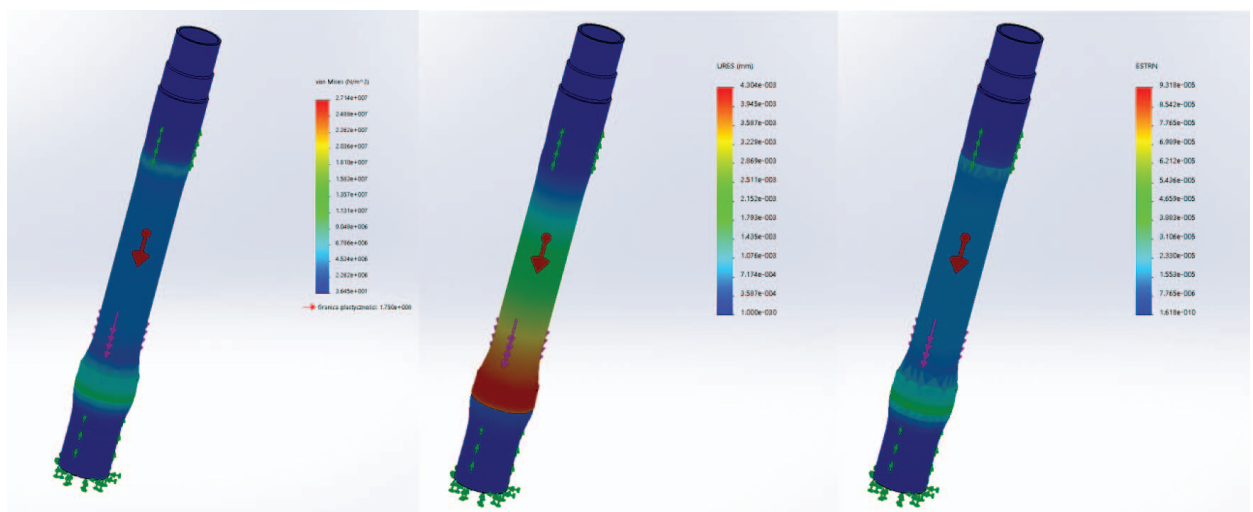 von Mises (N/m^2)
2.714e+007
2.488e+007
2.262e+007
2.036e+007
1.810e+007
1.583e+007
1.357e+007
1.131e+007
9.048e+006
6.786e+006
4.524e+006
2.262e+006
3.645e+001
Granica plastyczności:
URES (mm)
4.304e-003
3.945e-003
3.587e-003
3.228e-003
2.869e-003
2.511e-003
2.152e-003
1.793e-003
1.435e-003
1.076e-003
7.174e-004
3.587e-004
1.000e-030
ESTRN
9.319e-005
8.542e-005
7.765e-005
6.989e-005
6.212e-005
5.436e-005
4.659e-005
3.883e-005
3.106e-005
2.330e-005
1.553e-005
7.765e-006
1.618e-010